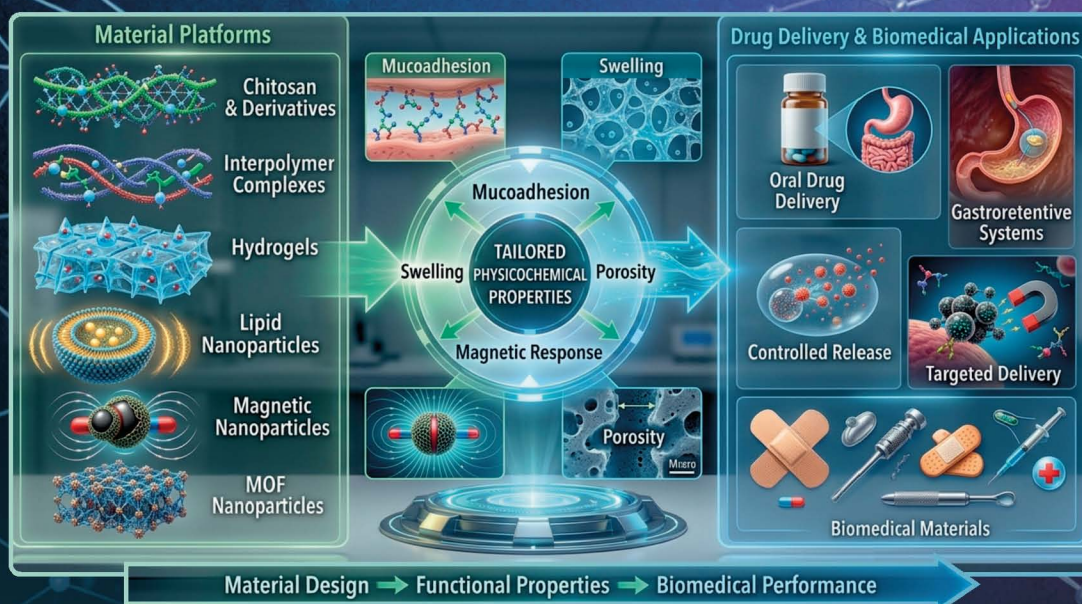 Material Platforms
Chitosan
& Derivatives
Interpolymer
Complexes
Hydrogels
Lipid
Nanoparticles
Magnetic
Nanoparticles
MOF
Nanoparticles
Mucoadhesion
Swelling
Mucoadhesion
Swelling
TAILORED
PHYSICOCHEMICAL
PROPERTIES
Porosity
Magnetic Response
Porosity
Drug Delivery & Biomedical Applications
Oral Drug
Delivery
Gastroretentive
Systems
Controlled Release
Targeted Delivery
Biomedical Materials
Material Design → Functional Properties → Biomedical Performance